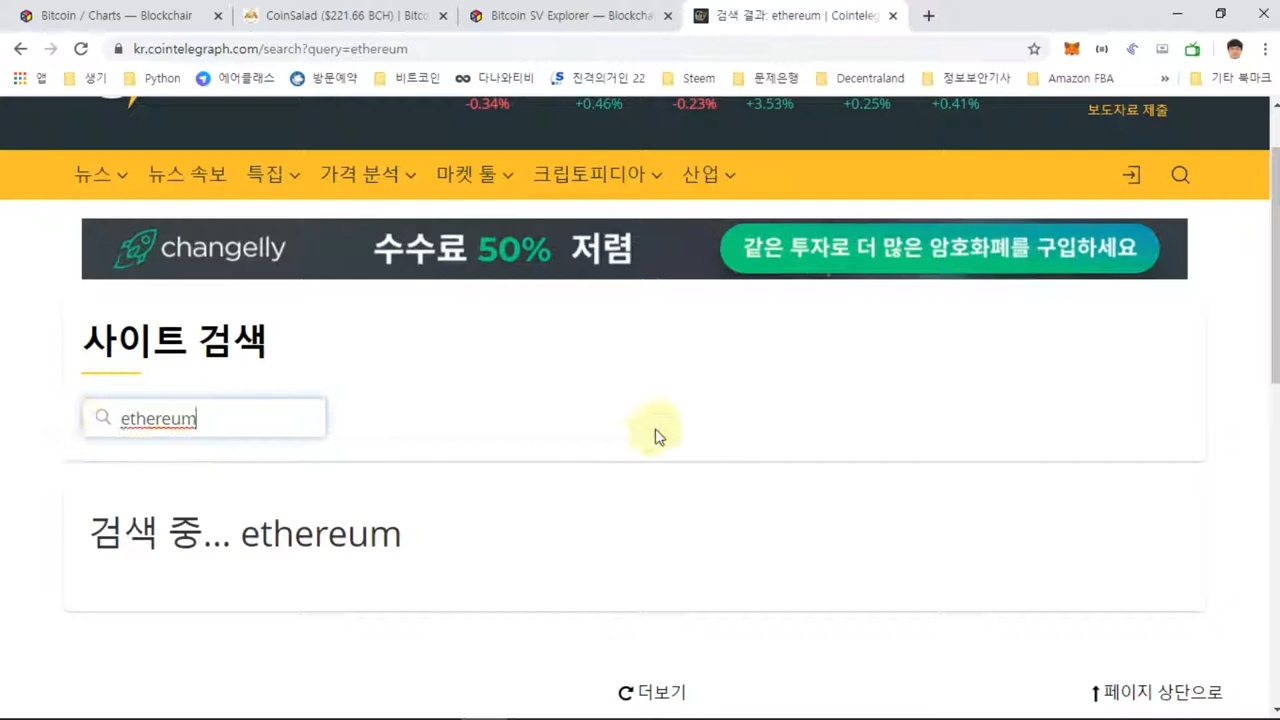 Bitcoin / Charts — Blockchair
CoinSalad ($221.66 BCH) | Bitc
Bitcoin SV Explorer — Blockcha
검색 결과: ethereum | Cointeleg
kr.cointelegraph.com/search?query=ethereum
앱 생기 Python 에어클래스 방문예약 비트코인 다나와티비 진격의거인 22 Steem 문제은행 Decentraland 정보보안기사 Amazon FBA » 기타 북마크
-0.34% +0.46% -0.23% +3.53% +0.25% +0.41% 보도자료 제출
뉴스 뉴스 속보 특집 가격 분석 마켓 툴 크립토피디아 산업
changelly 수수료 50% 저렴 같은 투자로 더 많은 암호화폐를 구입하세요
사이트 검색
ethereum
검색 중... ethereum
더보기 페이지 상단으로